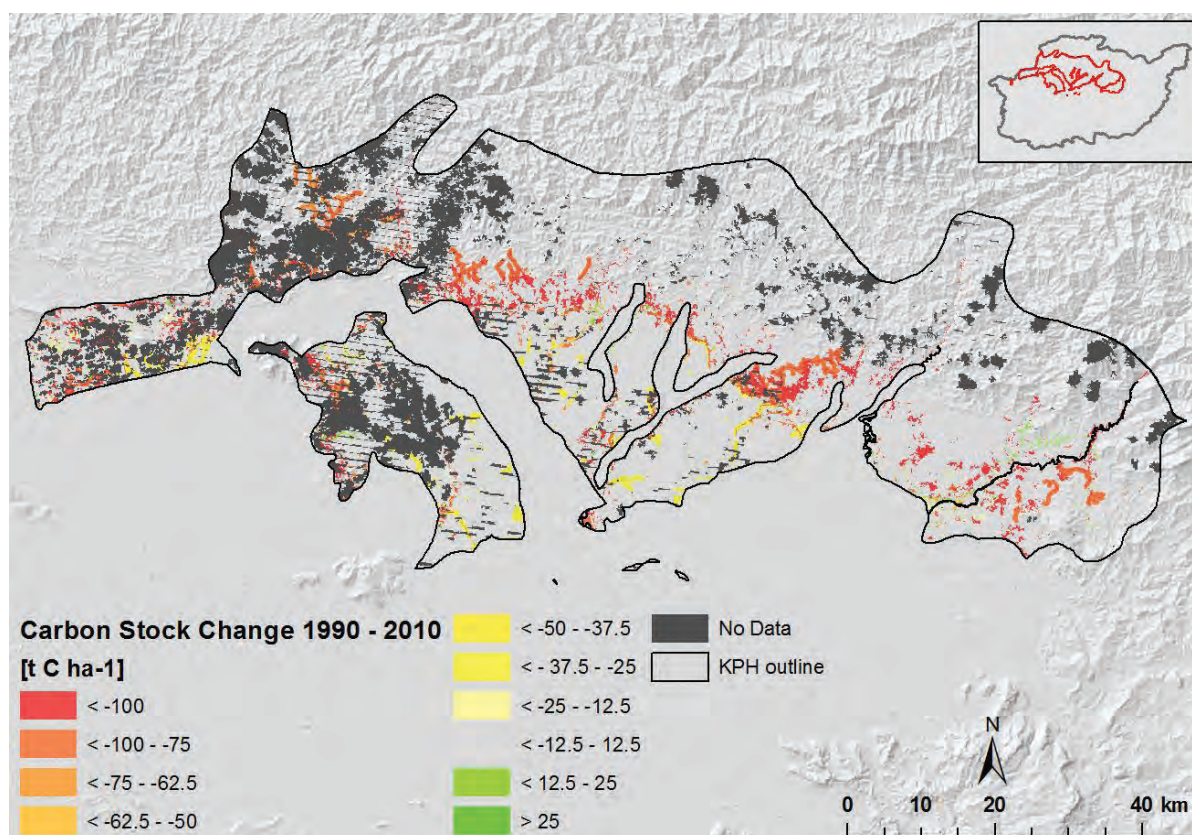 Carbon Stock Change 1990 - 2010
[t C ha-1]
< -100
< -100 - -75
< -75 - -62.5
< -62.5 - -50
< -50 - -37.5
< - 37.5 - -25
< -25 - -12.5
< -12.5 - 12.5
< 12.5 - 25
> 25
No Data
KPH outline
N
0 10 20 40 km